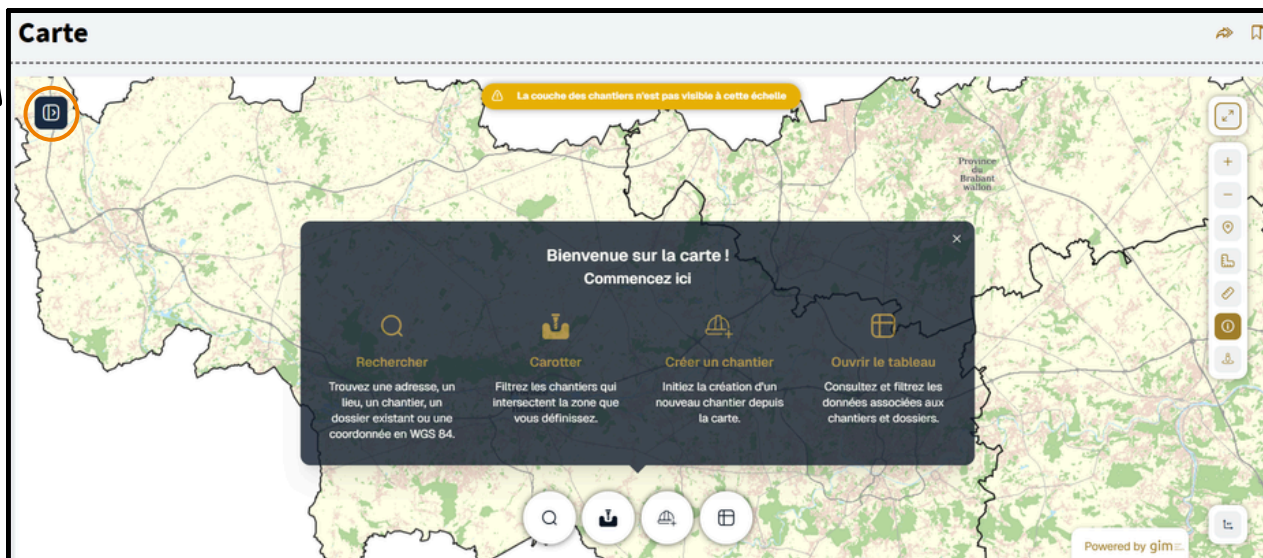 Carte
La couche des chantiers n'est pas visible à cette échelle
Province
du
Brabant
wallon
Bienvenue sur la carte !
Commencez ici
Rechercher
Trouvez une adresse, un
lieu, un chantier, un
dossier existant ou une
coordonnée en WGS 84.
Carotter
Filtrez les chantiers qui
intersectent la zone que
vous définissez.
Créer un chantier
Initiez la création d'un
nouveau chantier depuis
la carte.
Ouvrir le tableau
Consultez et filtrez les
données associées aux
chantiers et dossiers.
Powered by gim